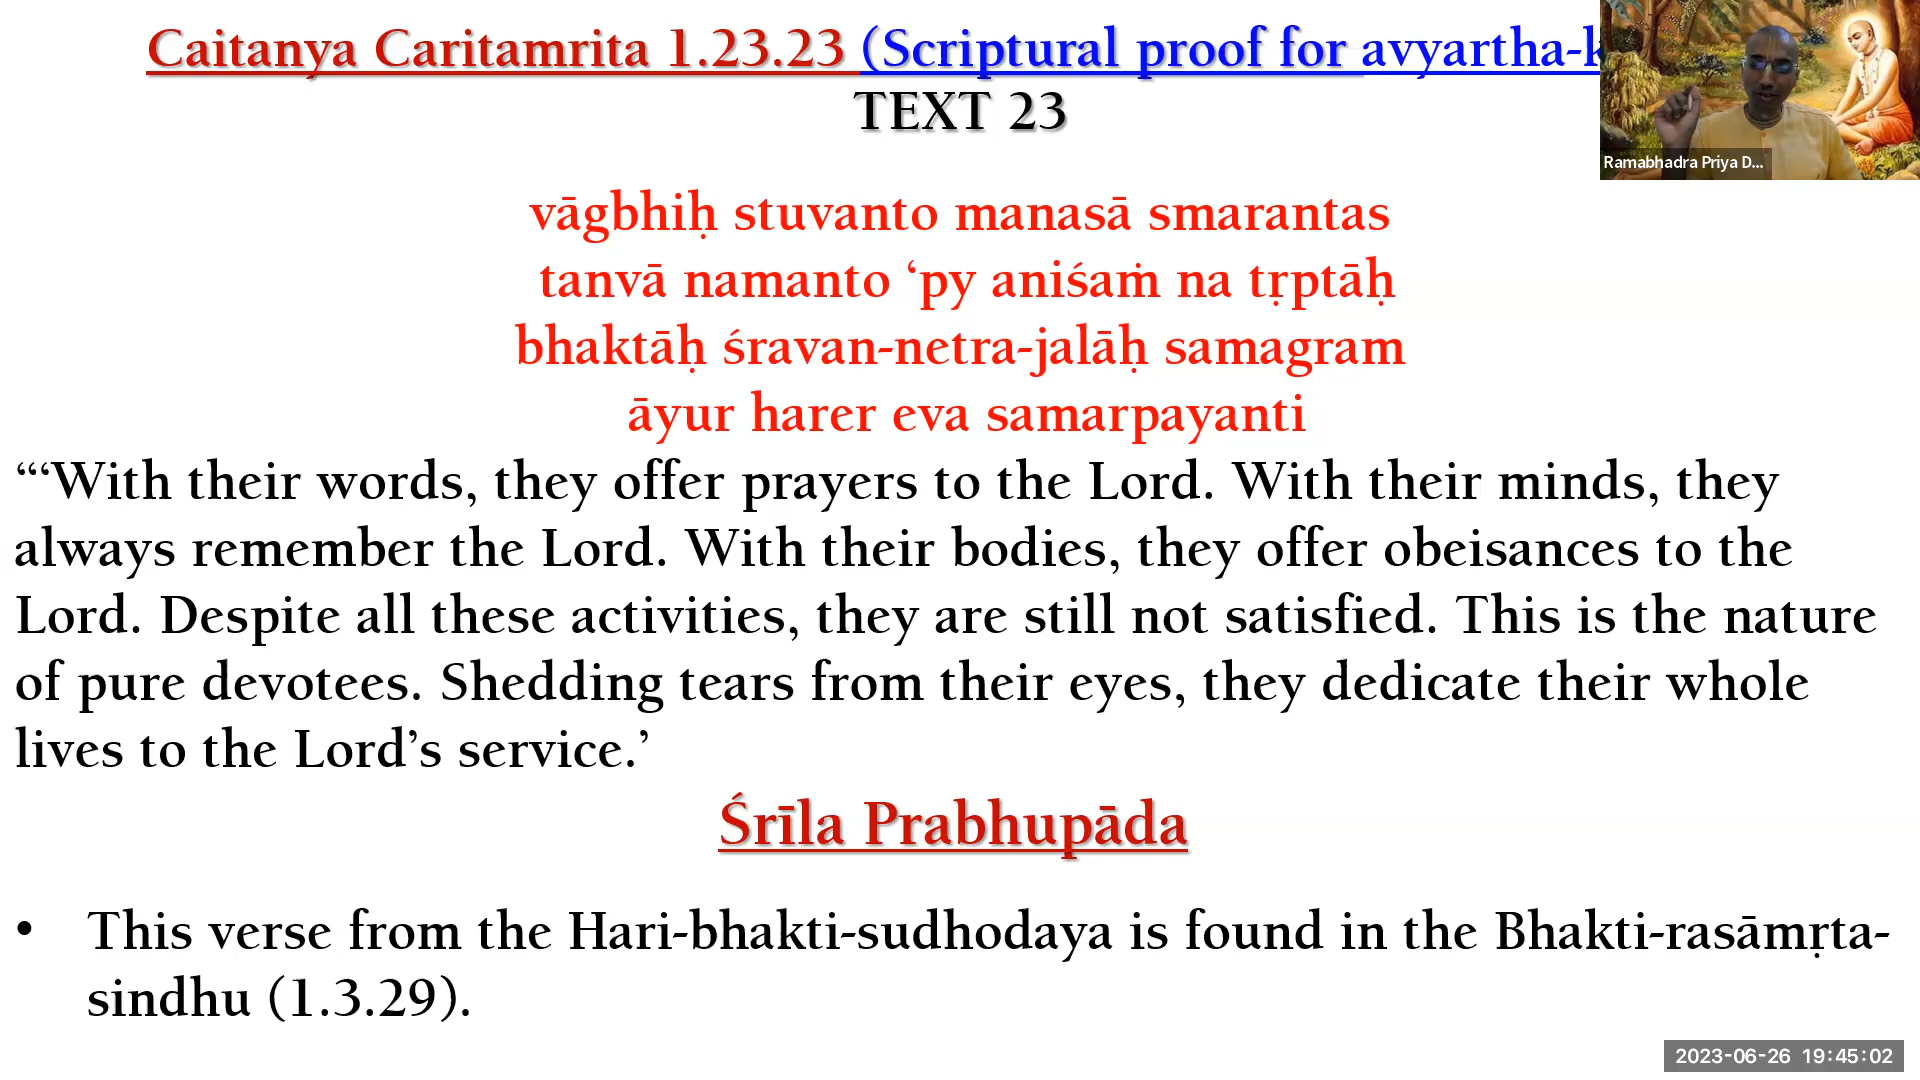 Caitanya Caritamrita 1.23.23 (Scriptural proof for avyartha-k
TEXT 23
Ramabhadra Priya D...
vāgbhiḥ stuvanto manasā smarantas
tanvā namanto ‘py aniśaṁ na tṛptāḥ
bhaktāḥ śravan-netra-jalāḥ samagram
āyur harer eva samarpayanti
“‘With their words, they offer prayers to the Lord. With their minds, they
always remember the Lord. With their bodies, they offer obeisances to the
Lord. Despite all these activities, they are still not satisfied. This is the nature
of pure devotees. Shedding tears from their eyes, they dedicate their whole
lives to the Lord’s service.’
Śrīla Prabhupāda
• This verse from the Hari-bhakti-sudhodaya is found in the Bhakti-rasāmṛta-
sindhu (1.3.29).
2023-06-26 19:45:02